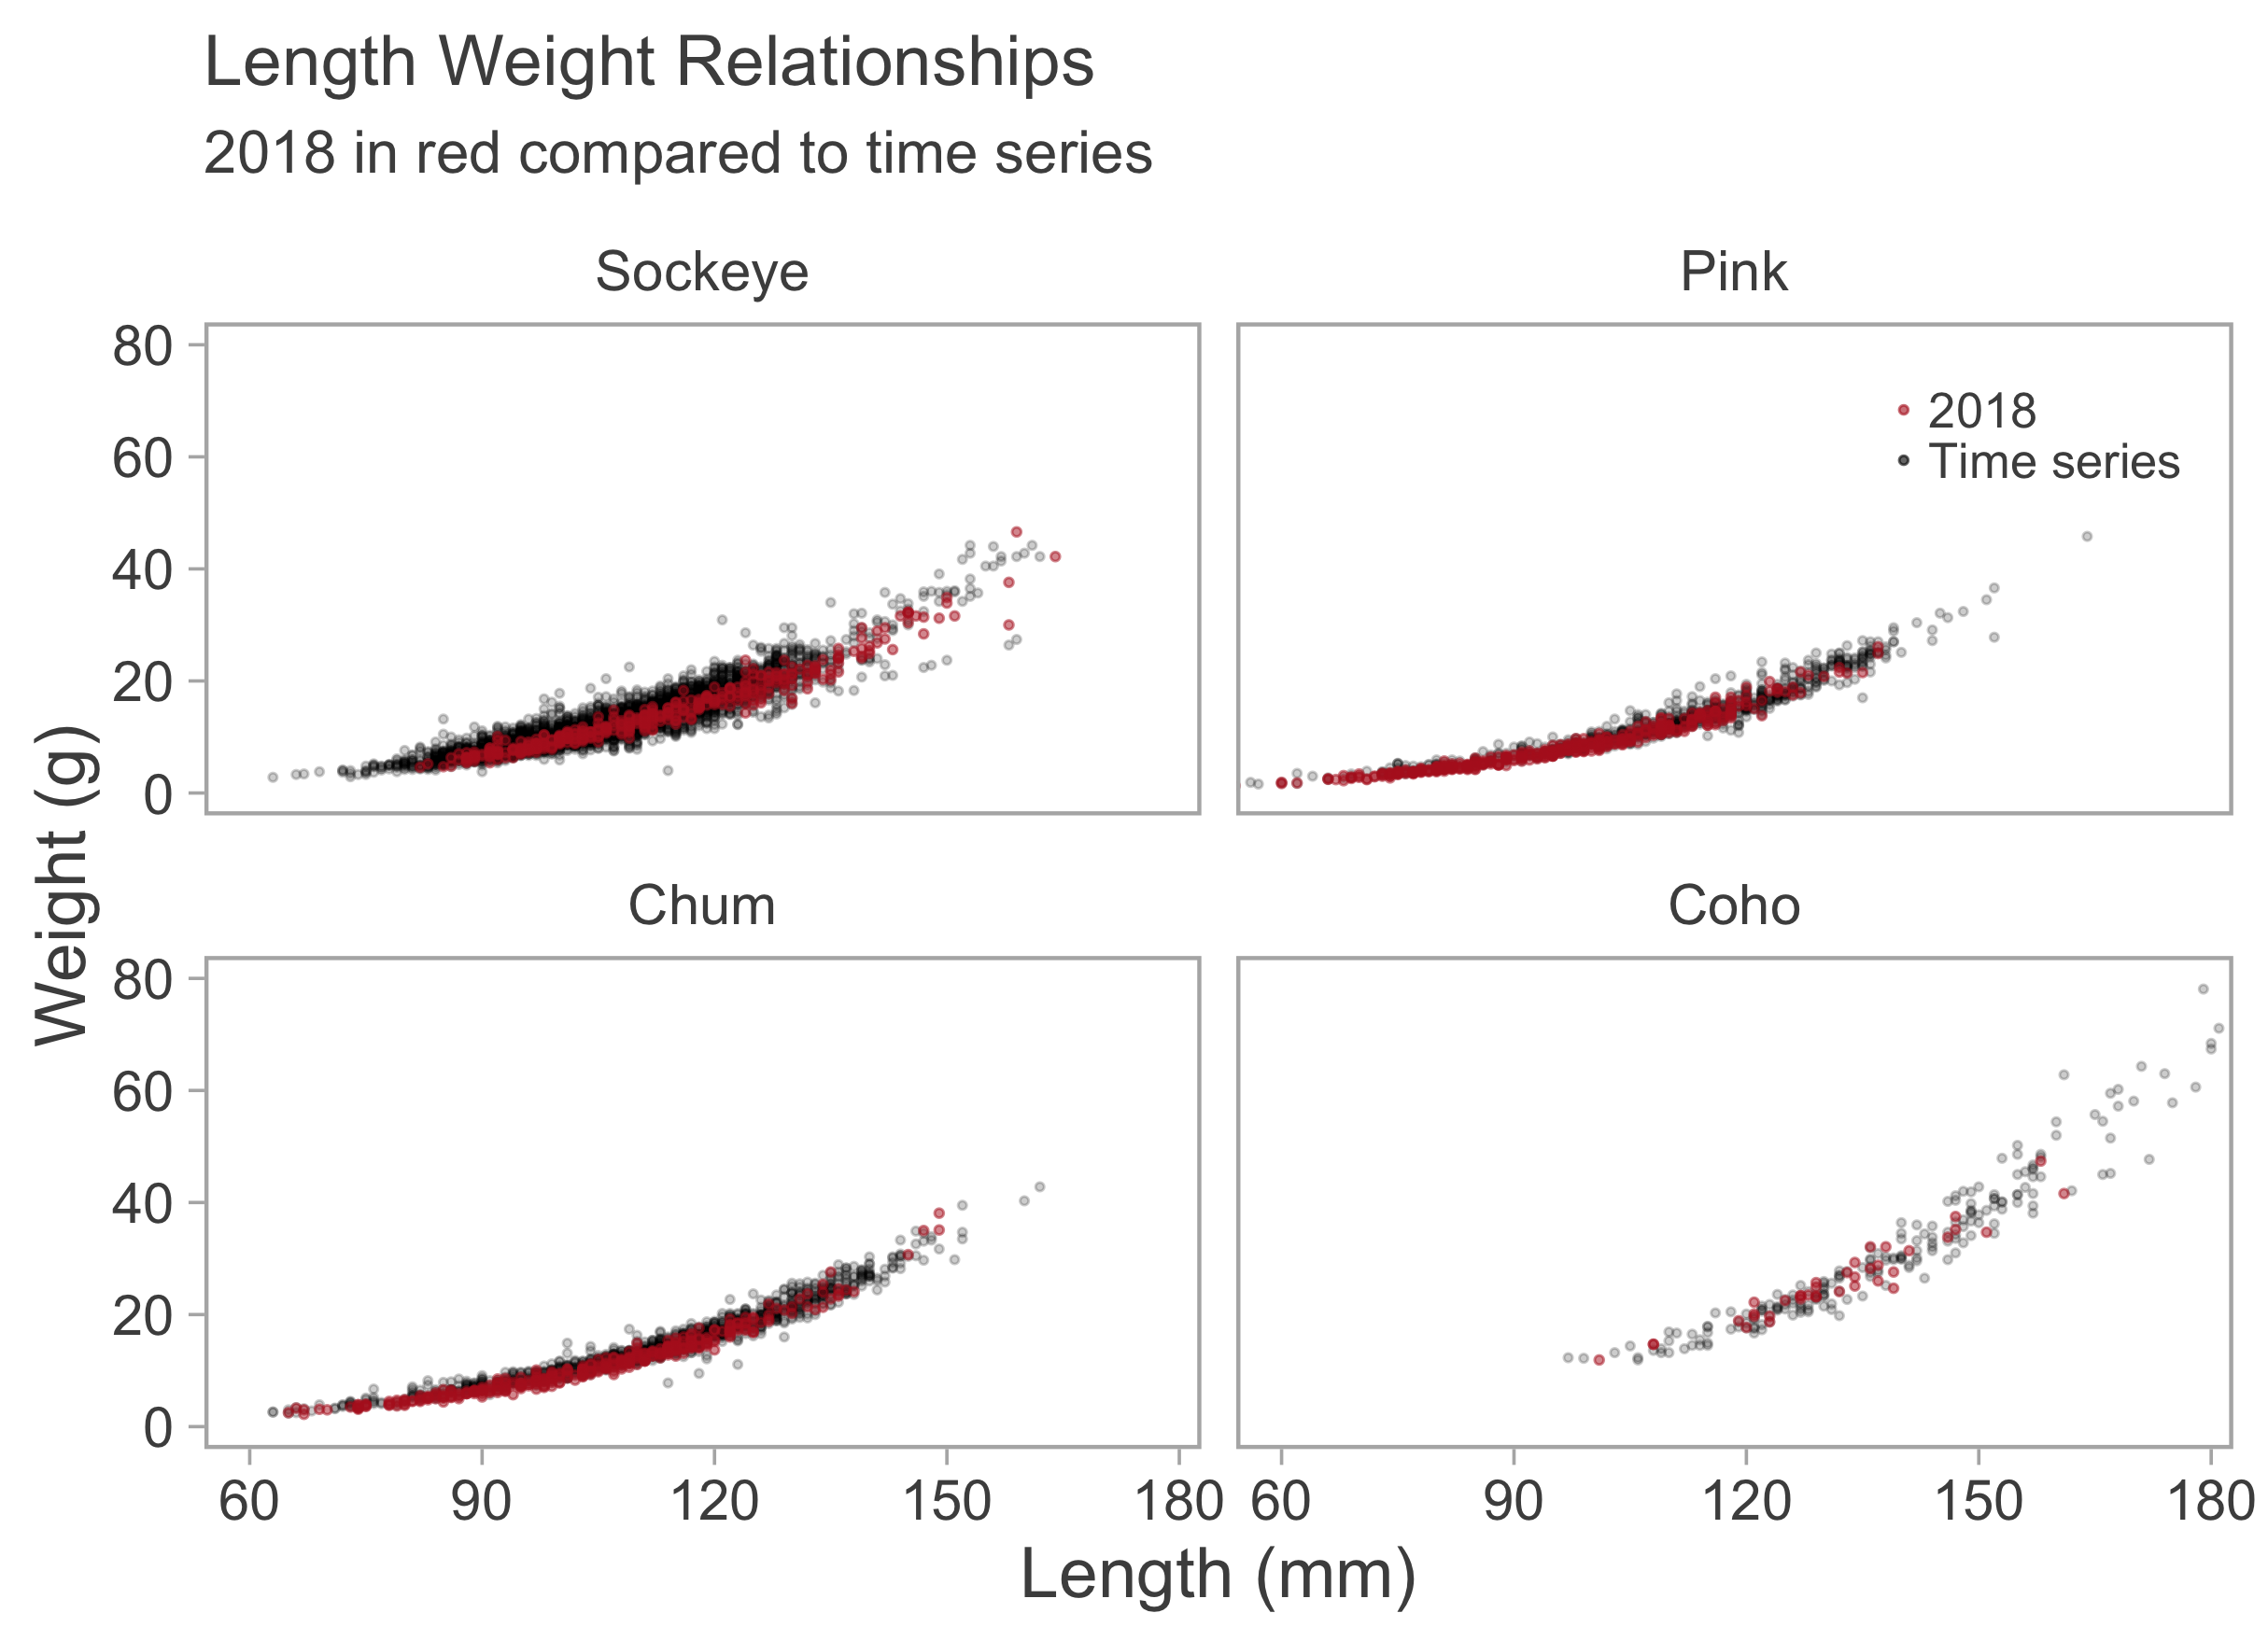 Length Weight Relationships
2018 in red compared to time series
Sockeye
Pink
80
60
40
20
0
2018
Time series
Weight (g)
Chum
Coho
80
60
40
20
0
60 90 120 150 180 60 90 120 150 180
Length (mm)